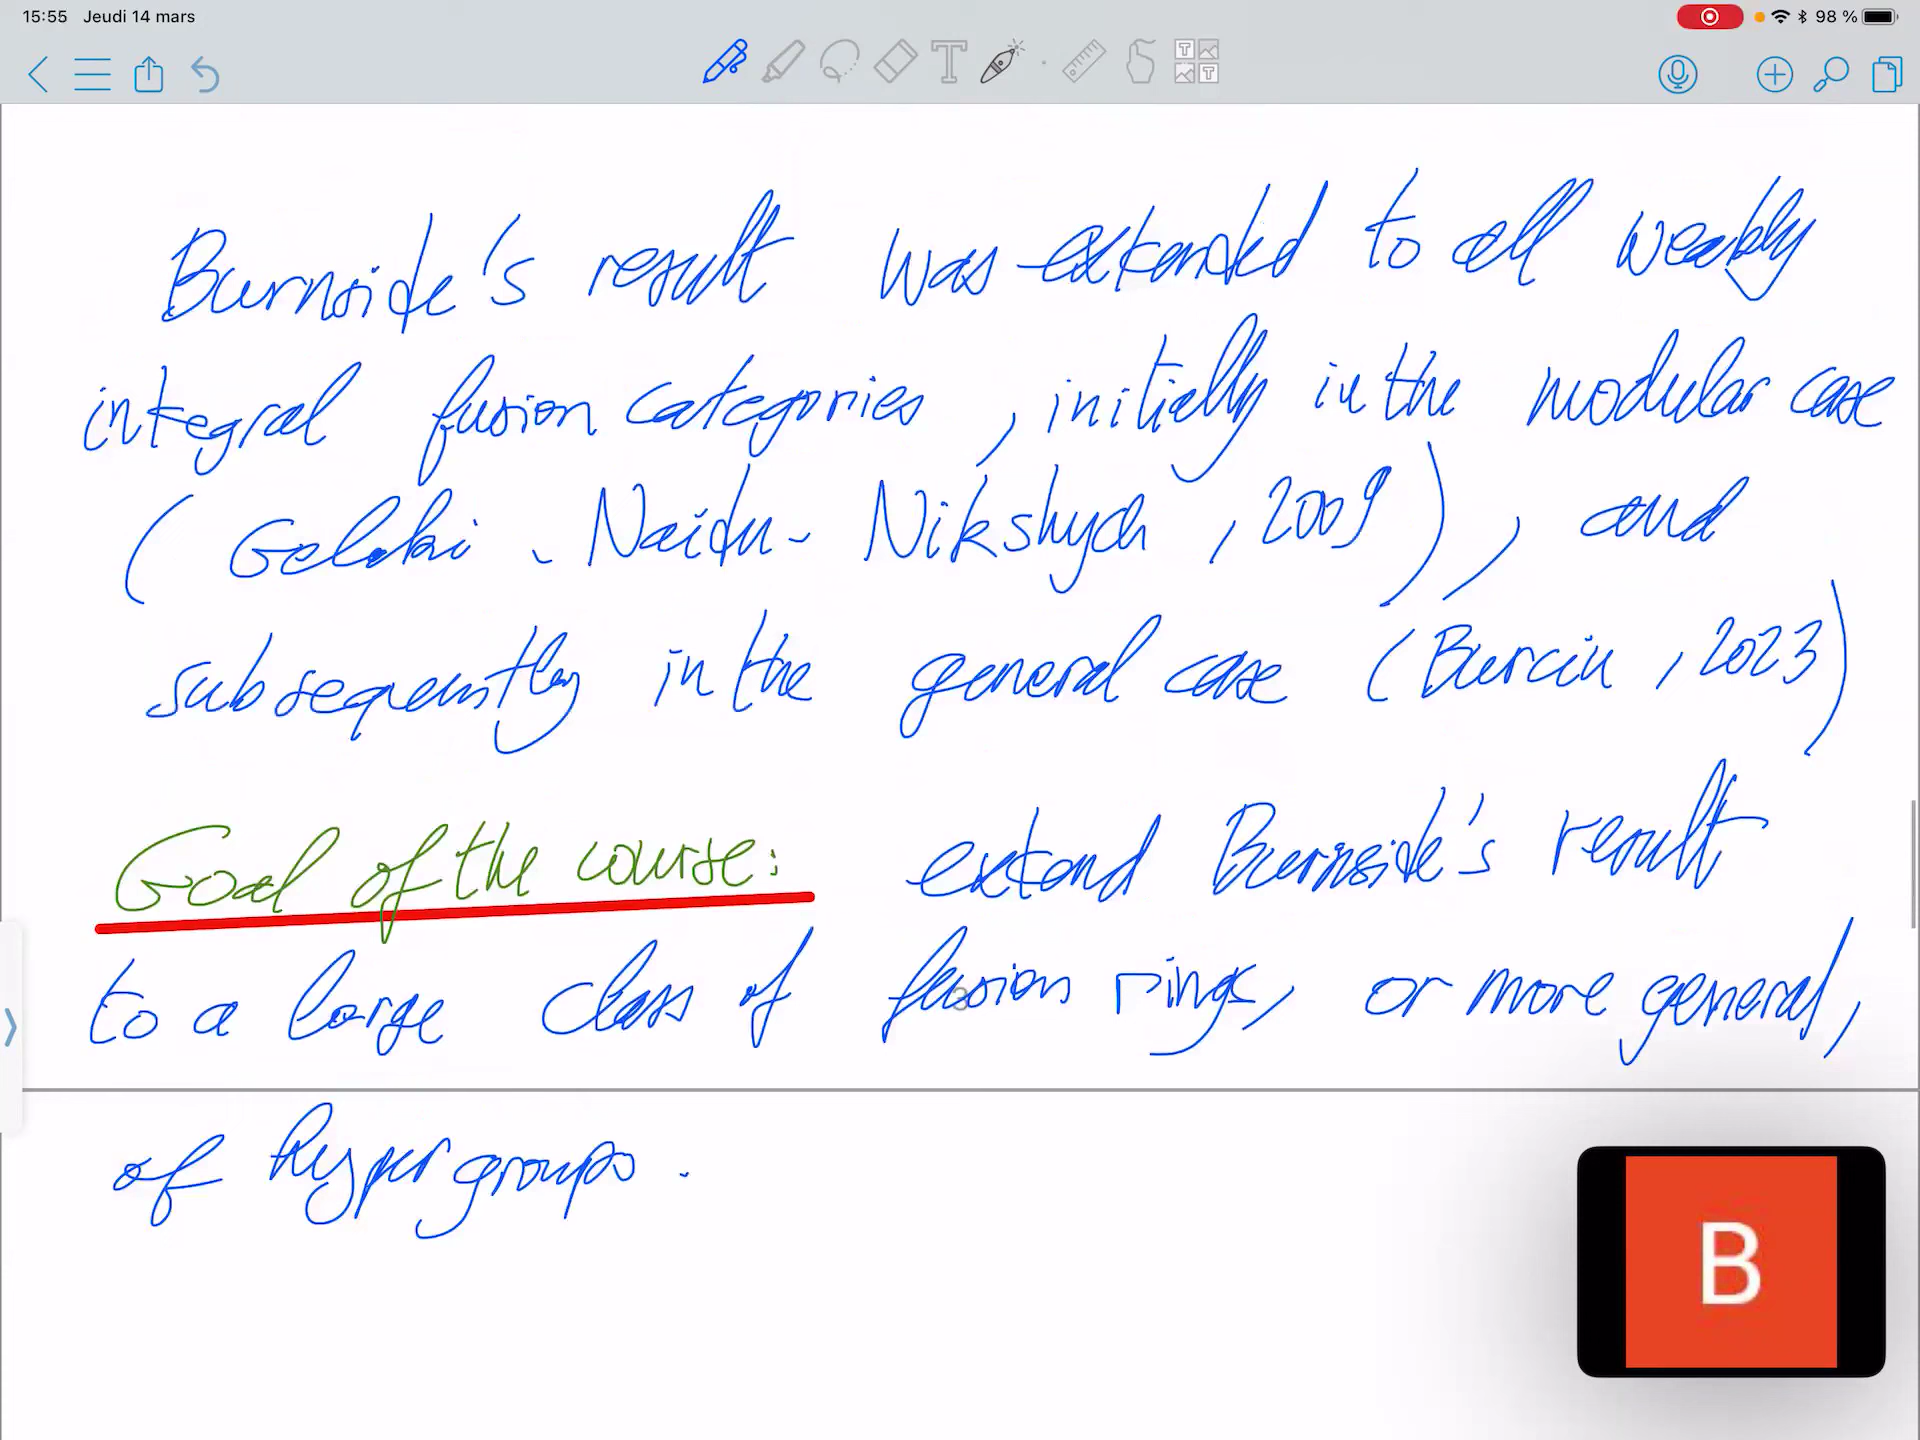 15:55 Jeudi 14 mars 98 %
Burnside's result was extended to all weakly
integral fusion categories, initially in the modular case
(Gelaki - Naidu - Nikshych, 2009), and
subsequently in the general case (Burciu, 2023)
Goal of the course: extend Burnside's result
to a large class of fusion rings, or more general,
of hypergroups.
B